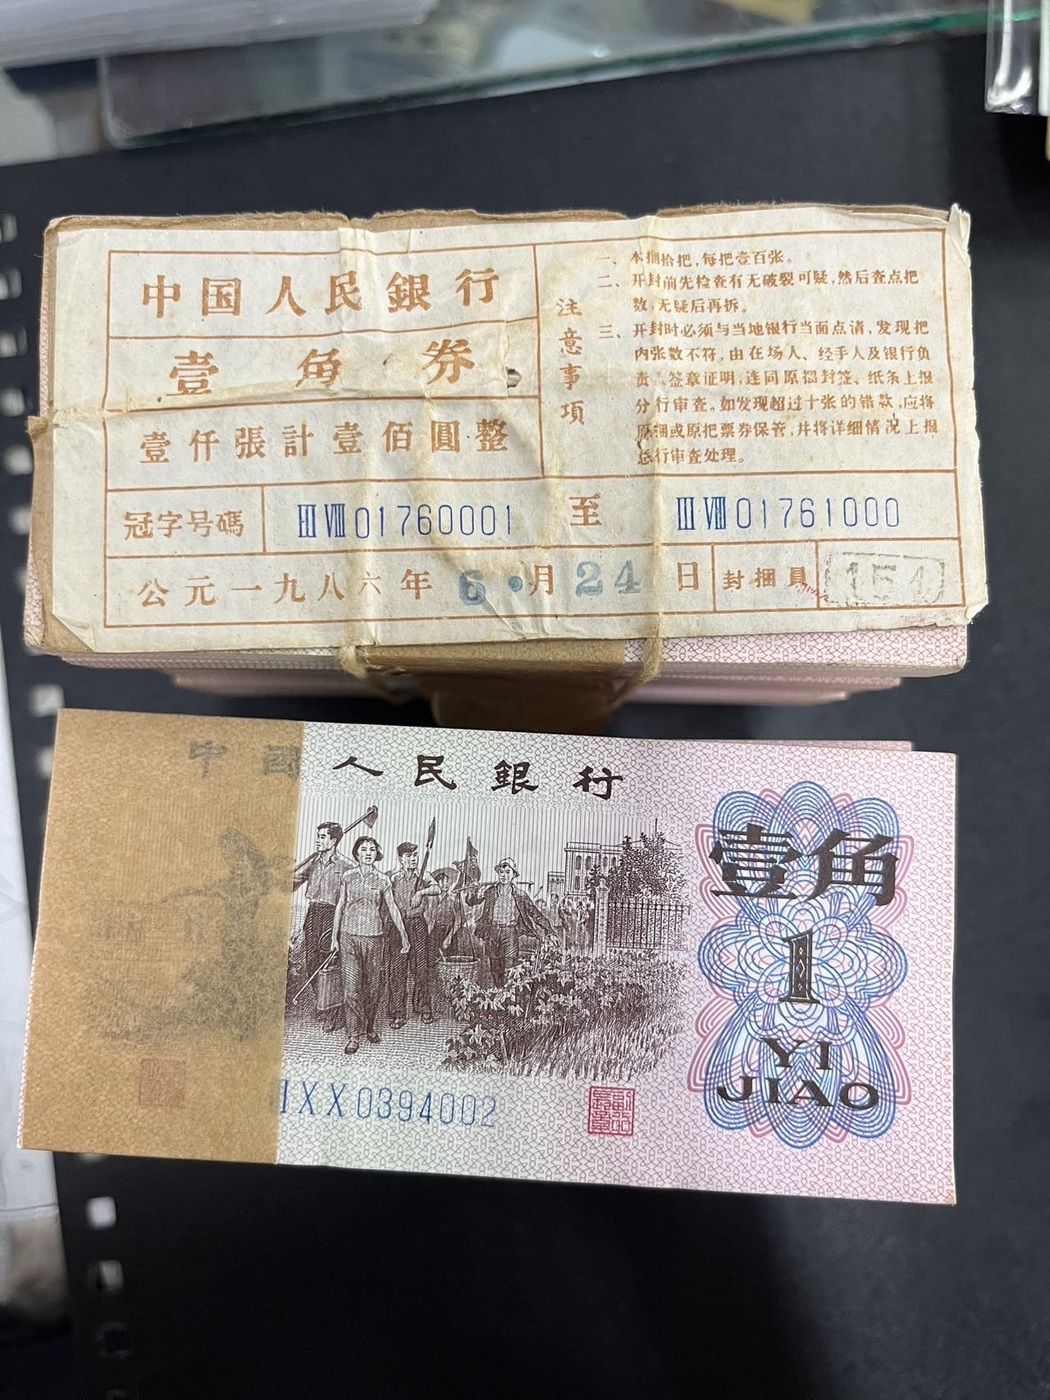 中国人民銀行
壹角券
壹仟張計壹佰圓整
注意事項
一、本捆拾把,每把壹百张。
二、开封前先检查有无破裂可疑,然后查点把
数,无疑后再拆。
三、开封时必须与当地银行当面点清,发现把
内张数不符,由在场人、经手人及银行负
责 签章证明,连同原捆封签、纸条上报
分行审查。如发现超过十张的错款,应将
原捆或原把票券保管,并将详细情况上报
总行审查处理。
冠字号碼 ⅢⅧ01760001 至 ⅢⅧ01761000
公元一九八六年 6 月 24 日 封捆員 154
中國人民銀行
壹角
1
YI
JIAO
ⅠⅩⅩ0394002